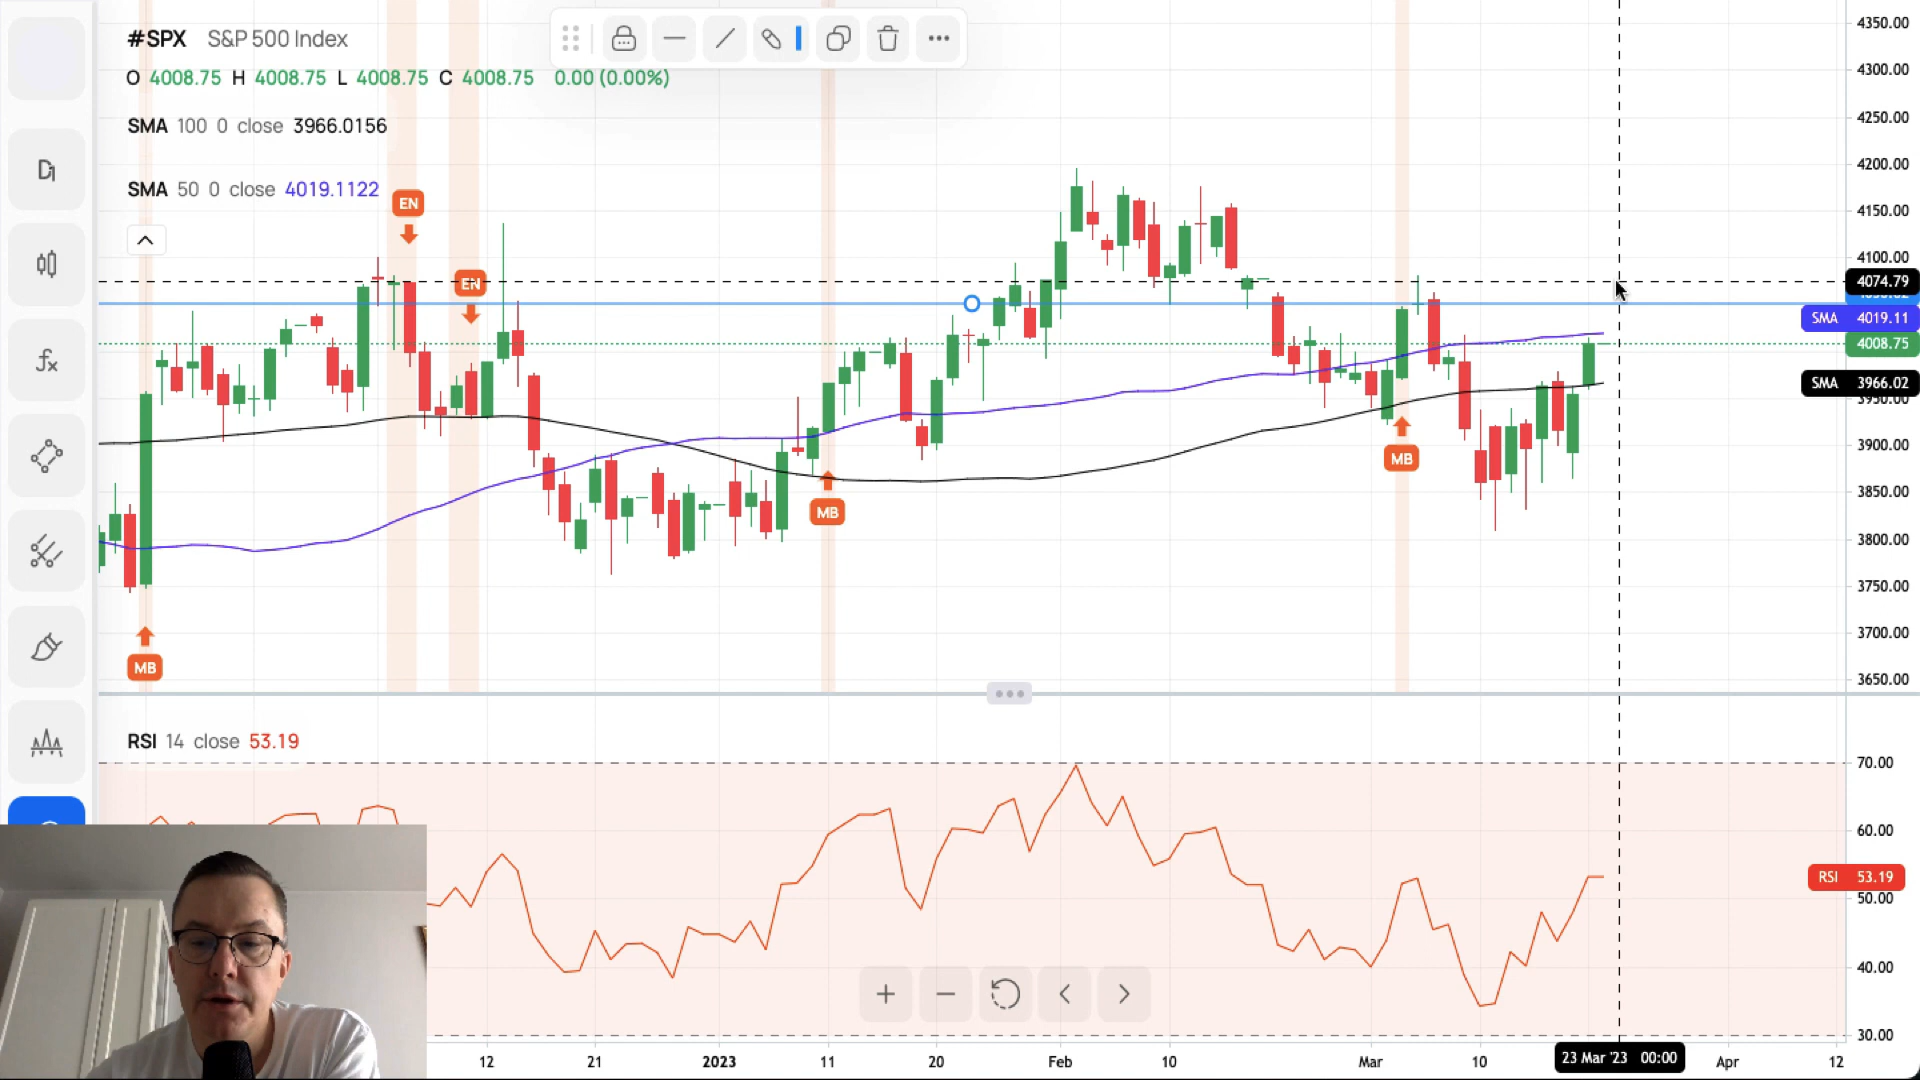 #SPX S&P 500 Index
O 4008.75 H 4008.75 L 4008.75 C 4008.75 0.00 (0.00%)
SMA 100 0 close 3966.0156
SMA 50 0 close 4019.1122
EN
EN
MB
MB
MB
4350.00
4300.00
4250.00
4200.00
4150.00
4100.00
4074.79
SMA 4019.11
4008.75
SMA 3966.02
3950.00
3900.00
3850.00
3800.00
3750.00
3700.00
3650.00
RSI 14 close 53.19
70.00
60.00
RSI 53.19
50.00
40.00
30.00
12 21 2023 11 20 Feb 10 Mar 10 23 Mar '23 00:00 Apr 12